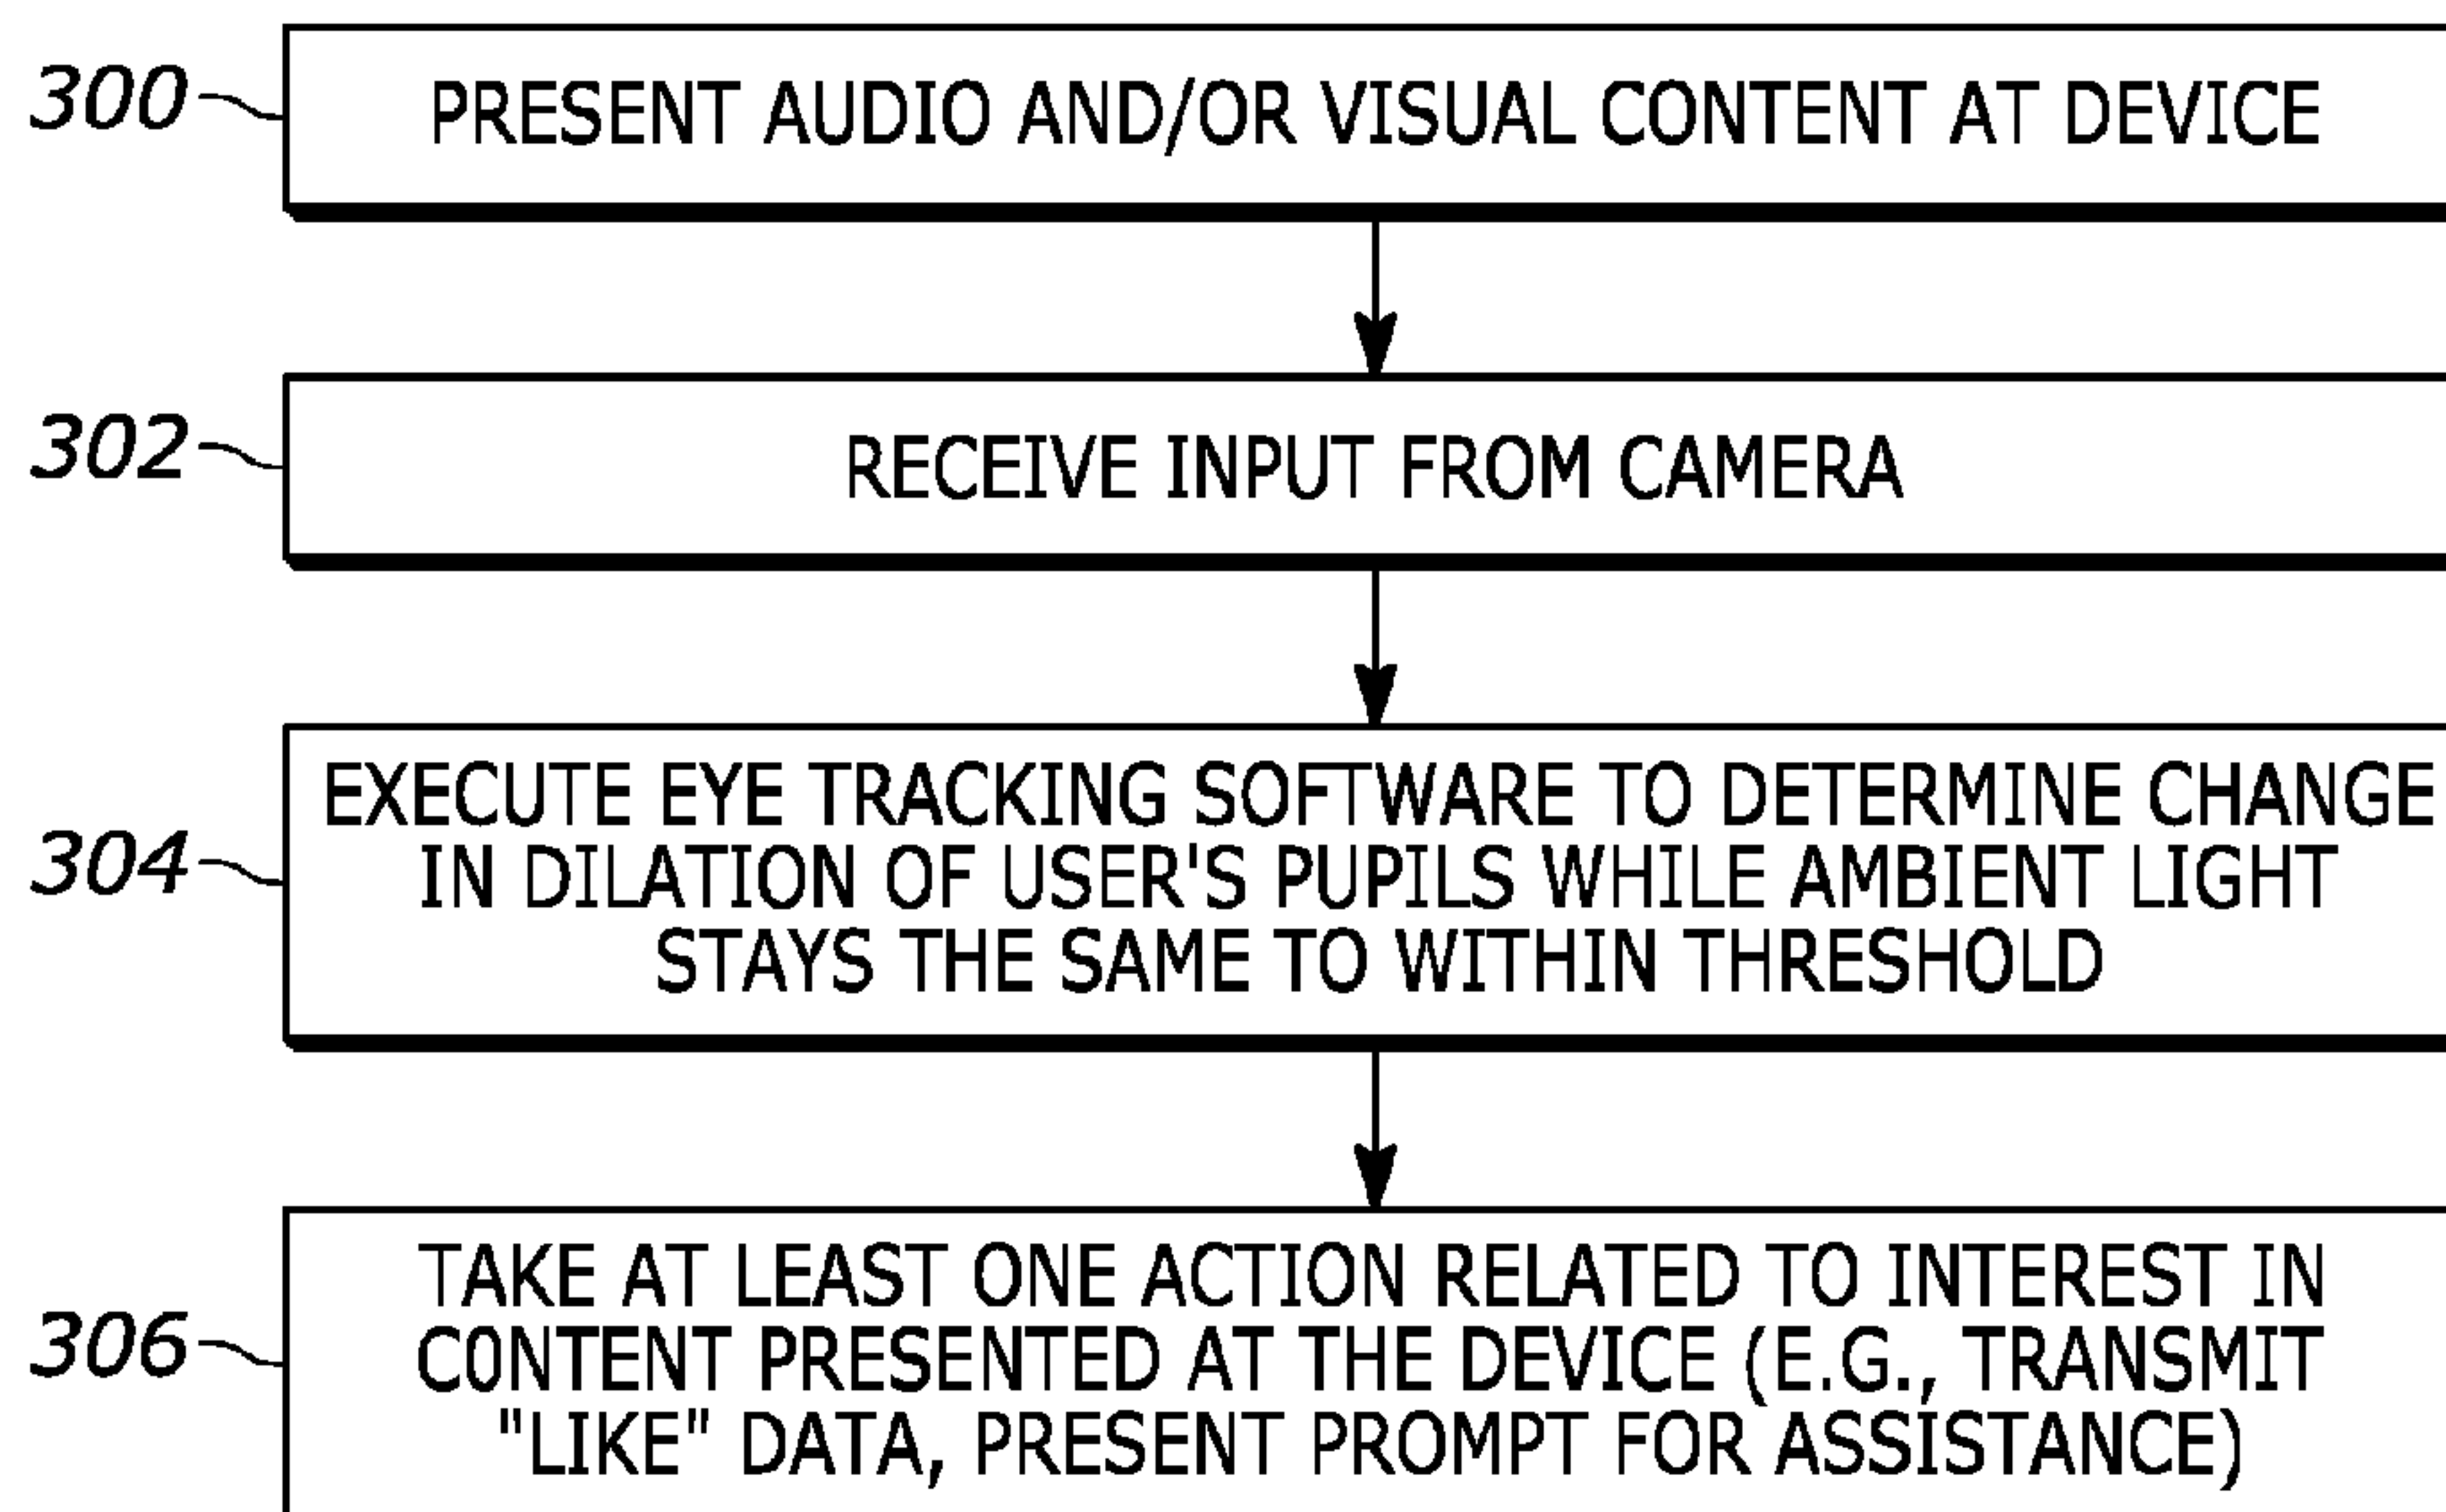 300
PRESENT AUDIO AND/OR VISUAL CONTENT AT DEVICE
302
RECEIVE INPUT FROM CAMERA
304
EXECUTE EYE TRACKING SOFTWARE TO DETERMINE CHANGE
IN DILATION OF USER'S PUPILS WHILE AMBIENT LIGHT
STAYS THE SAME TO WITHIN THRESHOLD
306
TAKE AT LEAST ONE ACTION RELATED TO INTEREST IN
CONTENT PRESENTED AT THE DEVICE (E.G., TRANSMIT
"LIKE" DATA, PRESENT PROMPT FOR ASSISTANCE)